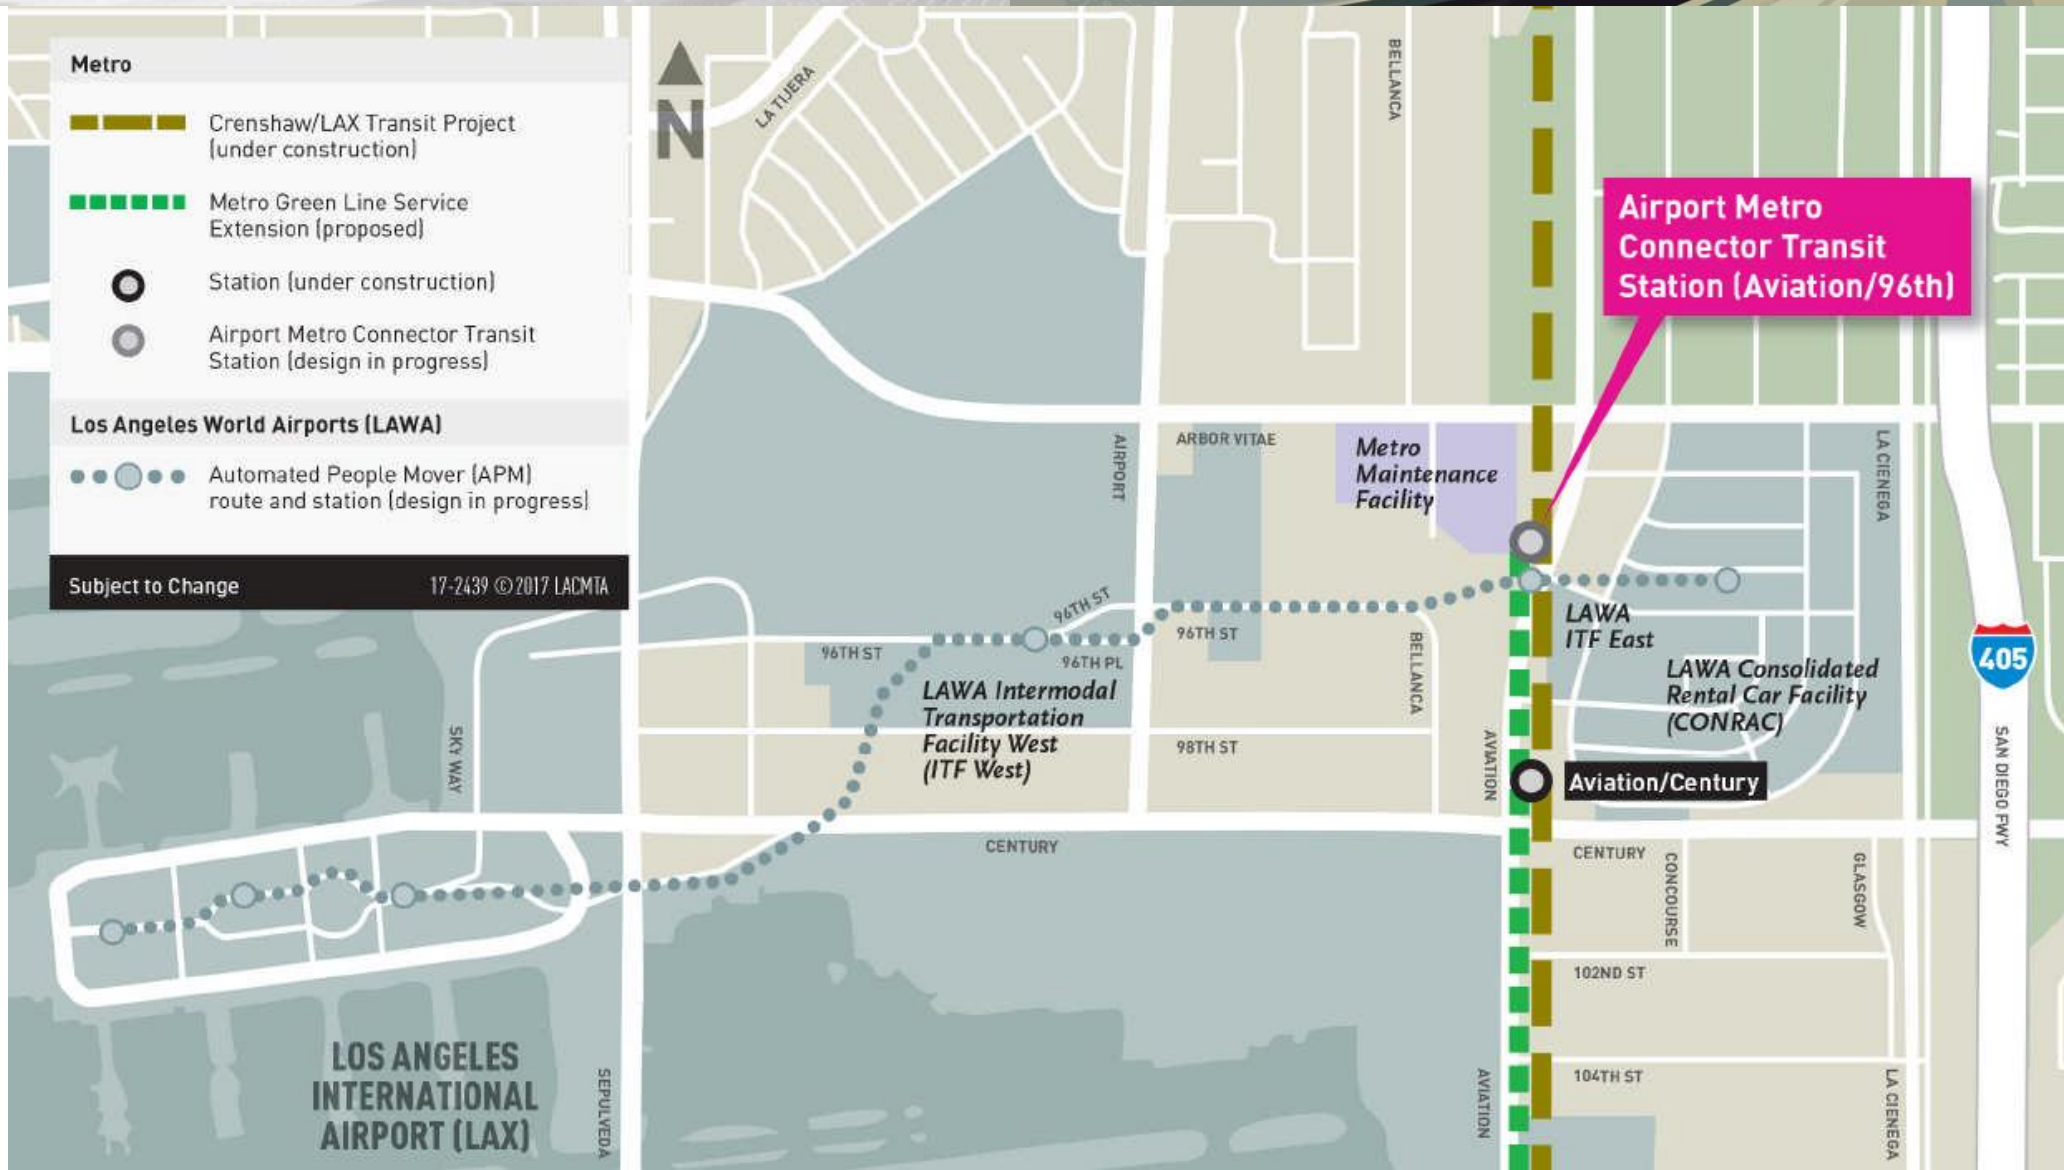 Metro
Crenshaw/LAX Transit Project
(under construction)
Metro Green Line Service
Extension (proposed)
Station (under construction)
Airport Metro Connector Transit
Station (design in progress)
Los Angeles World Airports (LAWA)
Automated People Mover (APM)
route and station (design in progress)
Subject to Change
17-2439 ©2017 LACMTA
N
LA TIJERA
BELLANCA
Airport Metro
Connector Transit
Station (Aviation/96th)
AIRPORT
ARBOR VITAE
Metro
Maintenance
Facility
LA CIENEGA
96TH ST
96TH ST
96TH PL
96TH ST
BELLANCA
LAWA
ITF East
LAWA Consolidated
Rental Car Facility
(CONRAC)
405
LAWA Intermodal
Transportation
Facility West
(ITF West)
SKY WAY
98TH ST
AVIATION
Aviation/Century
SAN DIEGO FWY
CENTURY
CENTURY
CONCOURSE
GLASGOW
102ND ST
LOS ANGELES
INTERNATIONAL
AIRPORT (LAX)
SEPULVEDA
AVIATION
104TH ST
LA CIENEGA